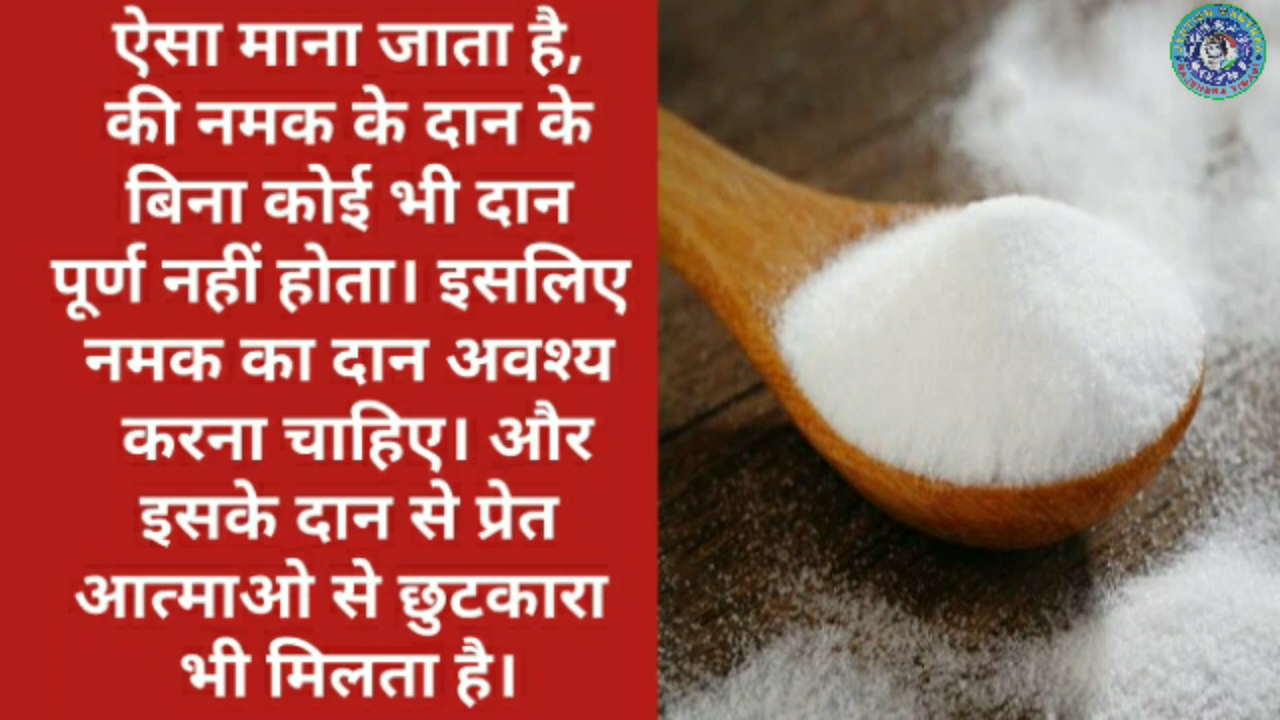 ऐसा माना जाता है,
की नमक के दान के
बिना कोई भी दान
पूर्ण नहीं होता। इसलिए
नमक का दान अवश्य
करना चाहिए। और
इसके दान से प्रेत
आत्माओ से छुटकारा
भी मिलता है।